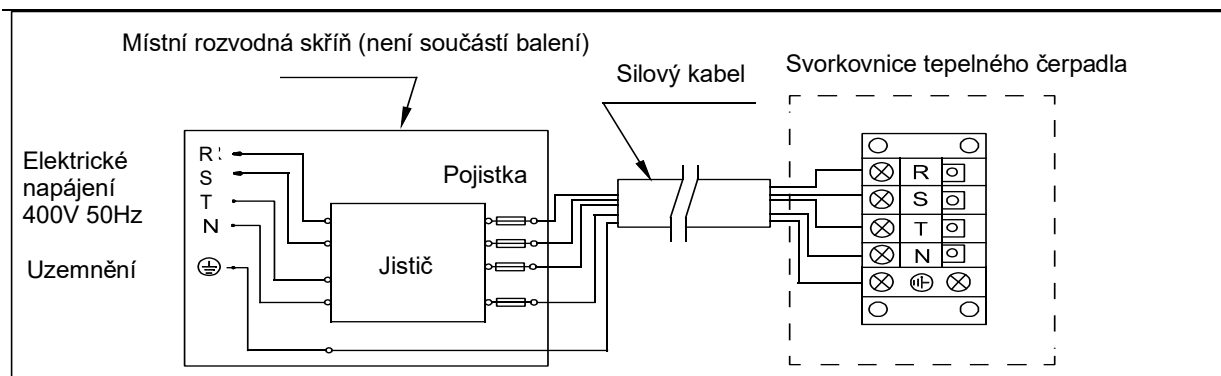 Místní rozvodná skříň (není součástí balení)
Silový kabel
Svorkovnice tepelného čerpadla
Elektrické
napájení
400V 50Hz
Uzemnění
R
S
T
N
Pojistka
Jistič
R
S
T
N